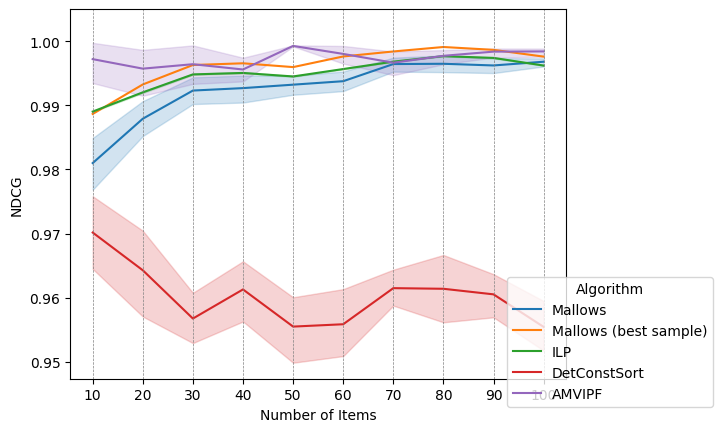 1.00
0.99
0.98
0.97
0.96
0.95
NDCG
10 20 30 40 50 60 70 80 90 100
Number of Items
Algorithm
Mallows
Mallows (best sample)
ILP
DetConstSort
AMVIPF